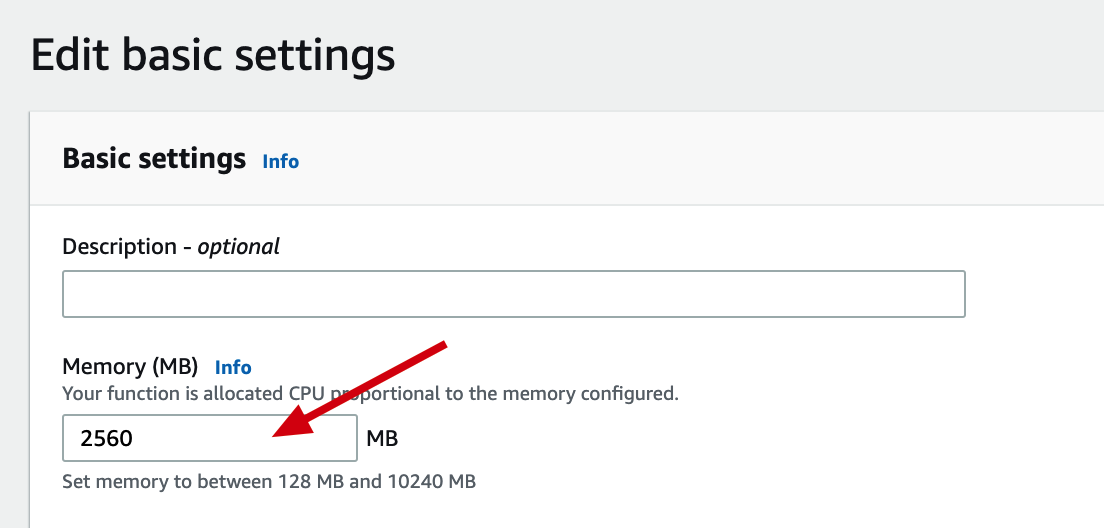 Edit basic settings
Basic settings Info
Description - optional
Memory (MB) Info
Your function is allocated CPU proportional to the memory configured.
2560 MB
Set memory to between 128 MB and 10240 MB